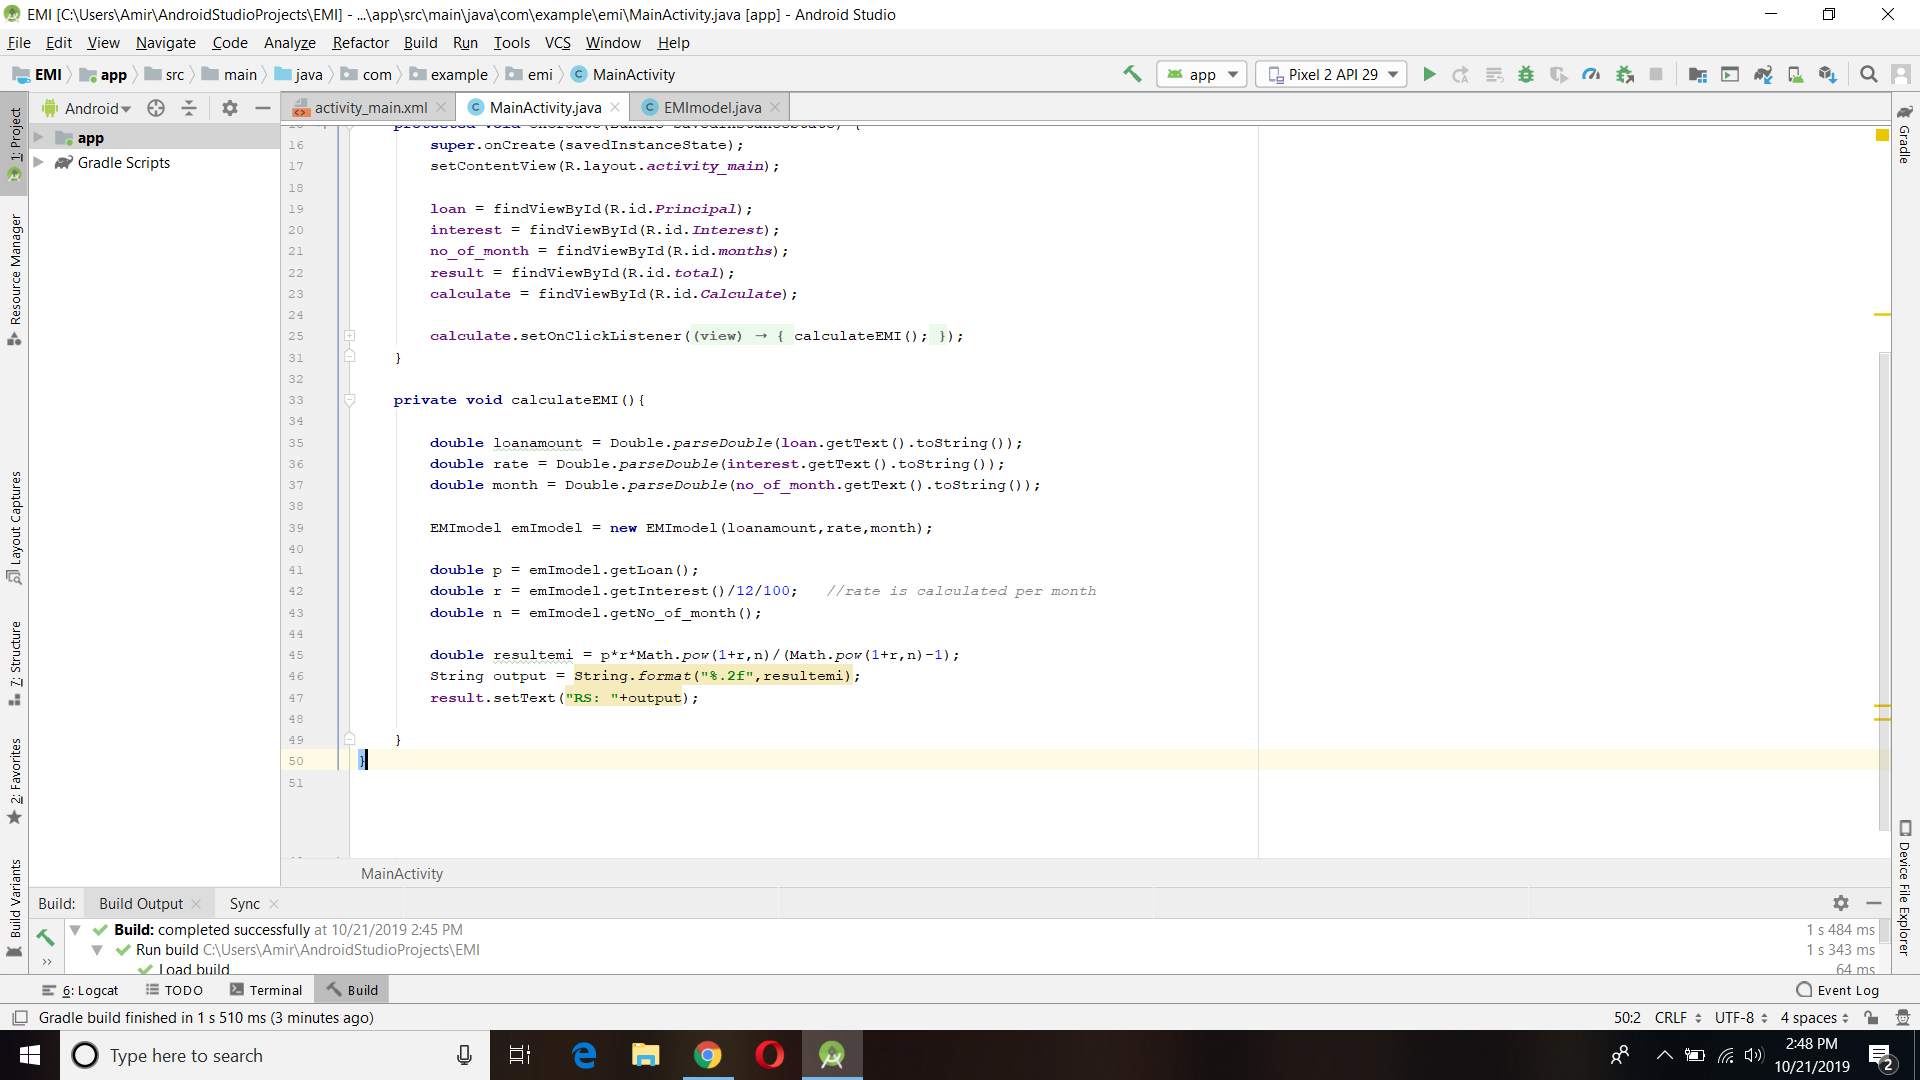 EMI [C:\Users\Amir\AndroidStudioProjects\EMI] - ...\app\src\main\java\com\example\emi\MainActivity.java [app] - Android Studio
File Edit View Navigate Code Analyze Refactor Build Run Tools VCS Window Help
EMI app src main java com example emi MainActivity app Pixel 2 API 29
Android activity_main.xml MainActivity.java EMImodel.java
1: Project
Resource Manager
Layout Captures
7: Structure
2: Favorites
Build Variants
app
Gradle Scripts
protected void onCreate(Bundle savedInstanceState) {
16 super.onCreate(savedInstanceState);
17 setContentView(R.layout.activity_main);
18
19 loan = findViewById(R.id.Principal);
20 interest = findViewById(R.id.Interest);
21 no_of_month = findViewById(R.id.months);
22 result = findViewById(R.id.total);
23 calculate = findViewById(R.id.Calculate);
24
25 calculate.setOnClickListener((view) → { calculateEMI(); });
31 }
32
33 private void calculateEMI(){
34
35 double loanamount = Double.parseDouble(loan.getText().toString());
36 double rate = Double.parseDouble(interest.getText().toString());
37 double month = Double.parseDouble(no_of_month.getText().toString());
38
39 EMImodel emImodel = new EMImodel(loanamount,rate,month);
40
41 double p = emImodel.getLoan();
42 double r = emImodel.getInterest()/12/100; //rate is calculated per month
43 double n = emImodel.getNo_of_month();
44
45 double resultemi = p*r*Math.pow(1+r,n)/(Math.pow(1+r,n)-1);
46 String output = String.format("%.2f",resultemi);
47 result.setText("RS: "+output);
48
49 }
50 }
51
MainActivity
Gradle
Device File Explorer
Build: Build Output Sync
Build: completed successfully at 10/21/2019 2:45 PM 1 s 484 ms
Run build C:\Users\Amir\AndroidStudioProjects\EMI 1 s 343 ms
Load build 64 ms
6: Logcat TODO Terminal Build Event Log
Gradle build finished in 1 s 510 ms (3 minutes ago) 50:2 CRLF UTF-8 4 spaces
Type here to search
2:48 PM
10/21/2019
2